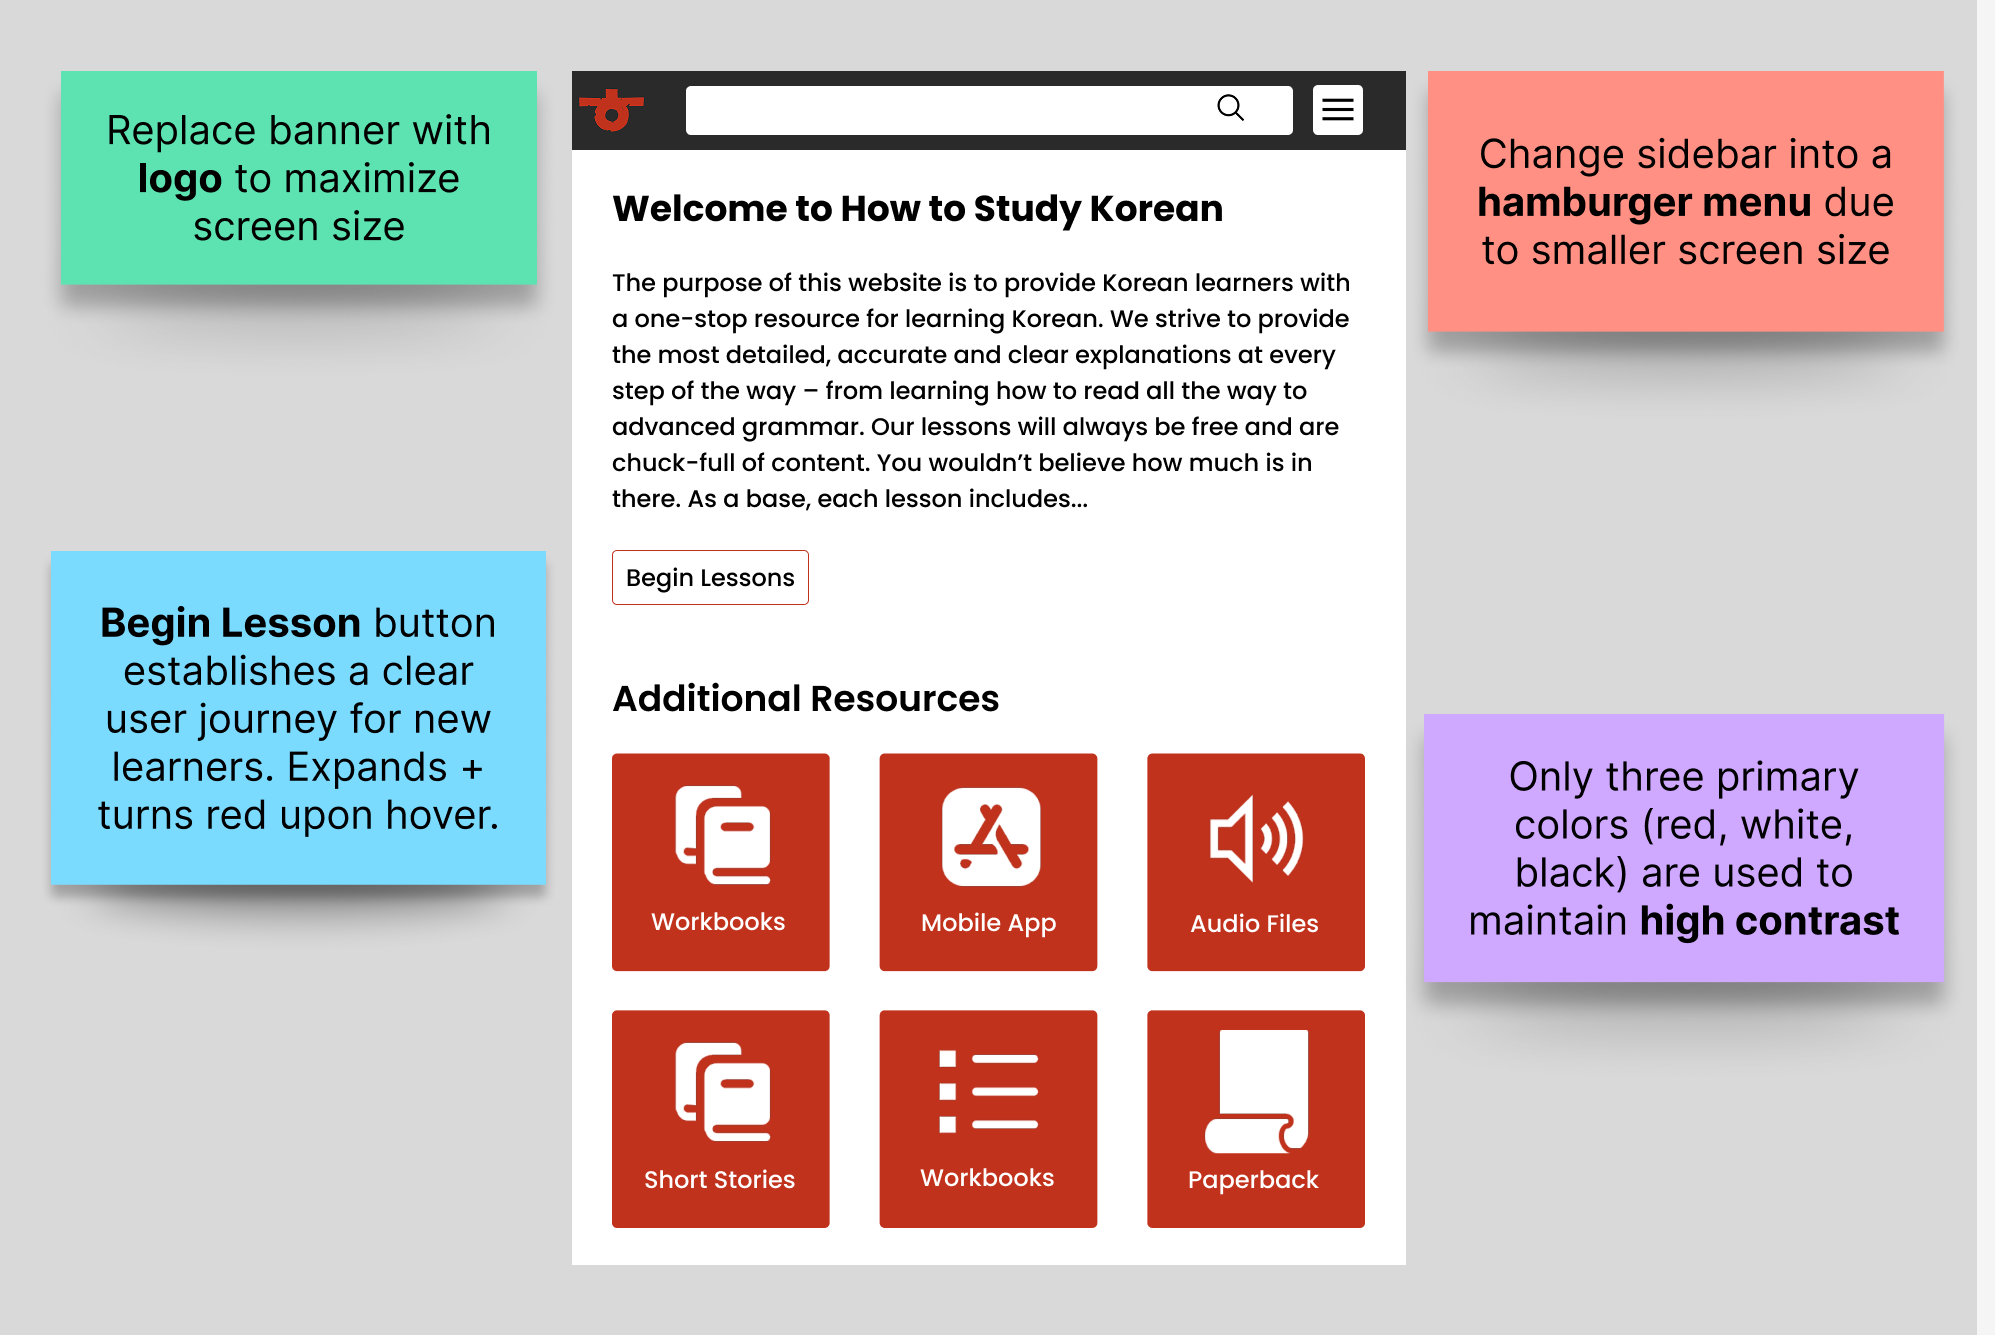 Replace banner with
logo to maximize
screen size
Change sidebar into a
hamburger menu due
to smaller screen size
Welcome to How to Study Korean
The purpose of this website is to provide Korean learners with
a one-stop resource for learning Korean. We strive to provide
the most detailed, accurate and clear explanations at every
step of the way – from learning how to read all the way to
advanced grammar. Our lessons will always be free and are
chuck-full of content. You wouldn’t believe how much is in
there. As a base, each lesson includes...
Begin Lessons
Begin Lesson button
establishes a clear
user journey for new
learners. Expands +
turns red upon hover.
Additional Resources
Workbooks
Mobile App
Audio Files
Short Stories
Workbooks
Paperback
Only three primary
colors (red, white,
black) are used to
maintain high contrast